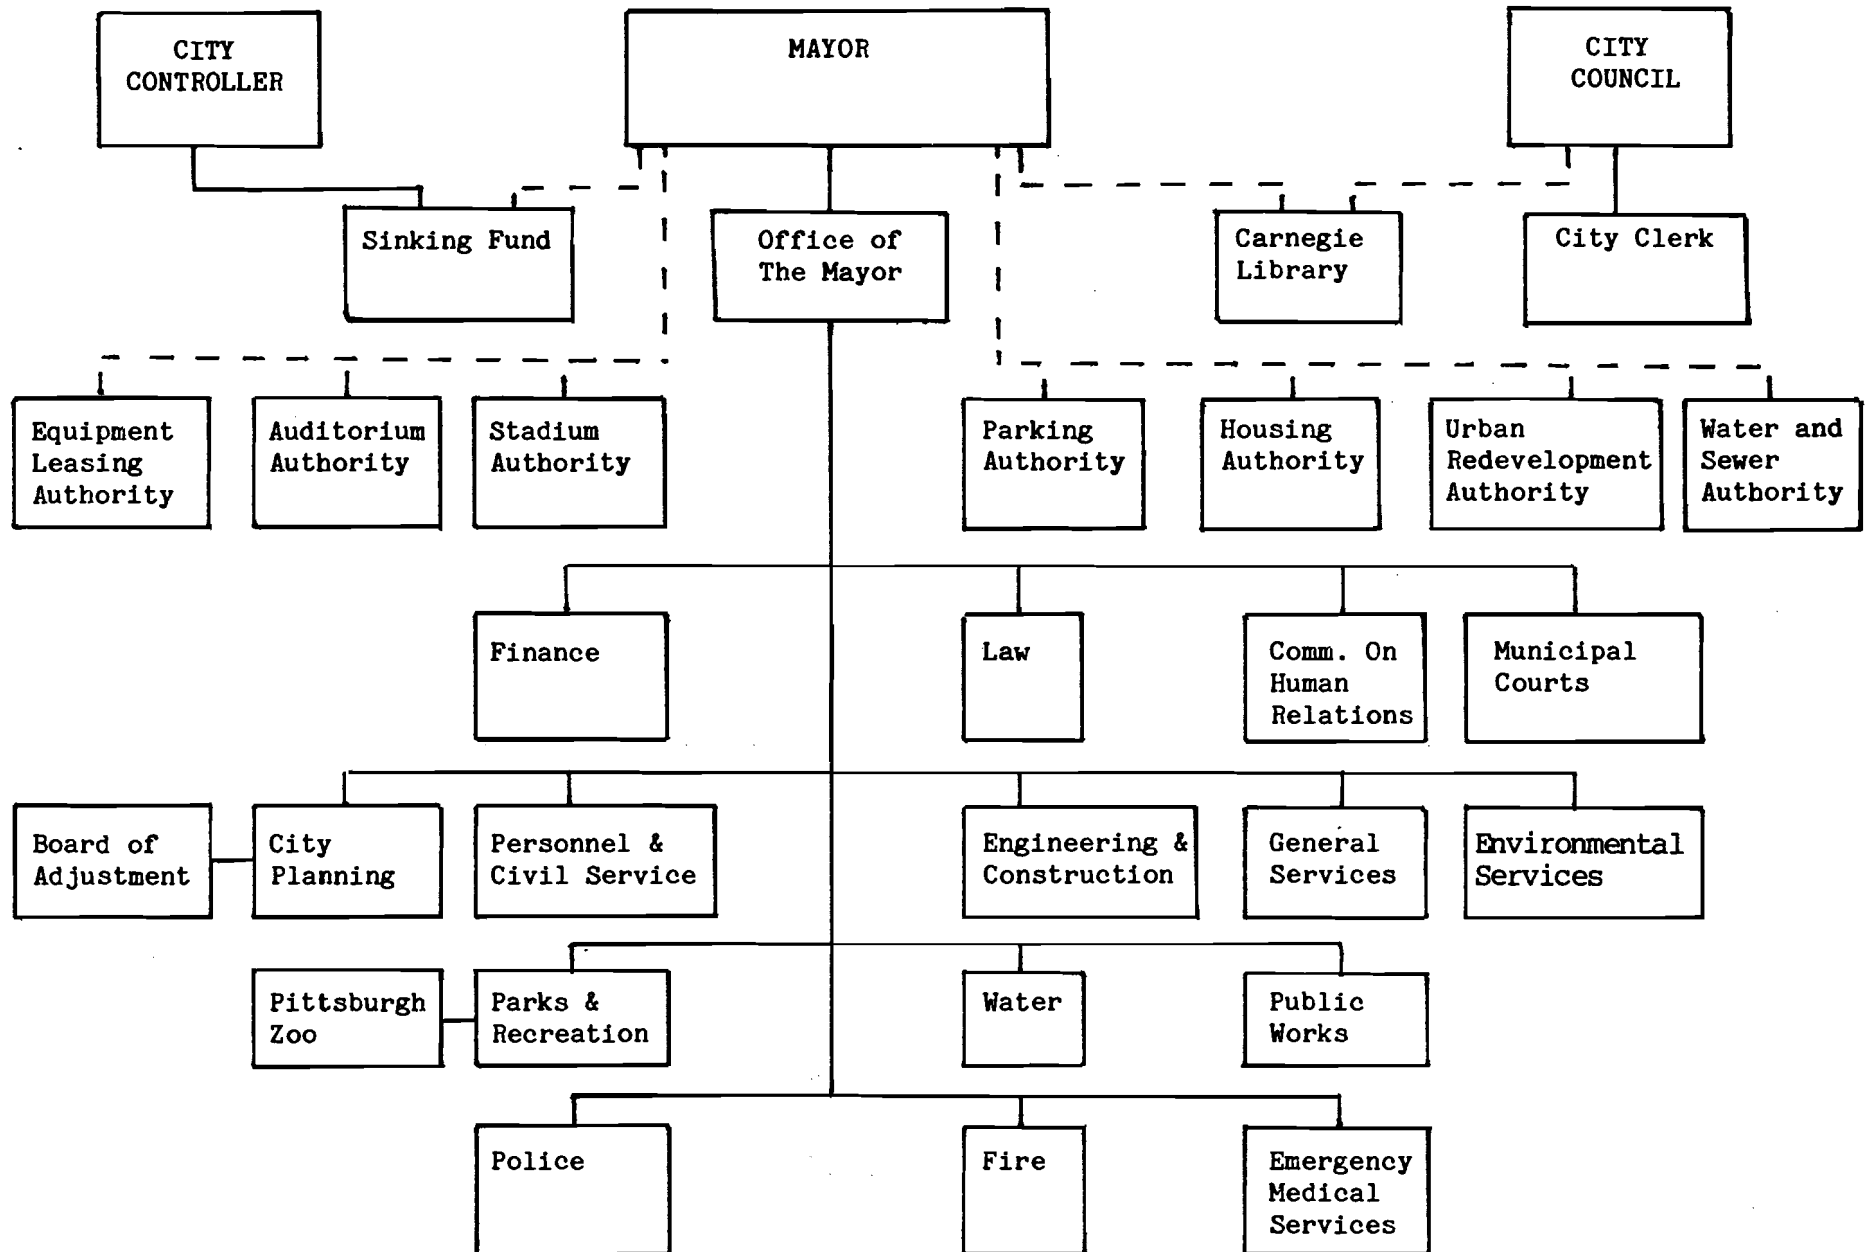 CITY
CONTROLLER
MAYOR
CITY
COUNCIL
Sinking Fund
Office of
The Mayor
Carnegie
Library
City Clerk
Equipment
Leasing
Authority
Auditorium
Authority
Stadium
Authority
Parking
Authority
Housing
Authority
Urban
Redevelopment
Authority
Water and
Sewer
Authority
Finance
Law
Comm. On
Human
Relations
Municipal
Courts
Board of
Adjustment
City
Planning
Personnel &
Civil Service
Engineering &
Construction
General
Services
Environmental
Services
Pittsburgh
Zoo
Parks &
Recreation
Water
Public
Works
Police
Fire
Emergency
Medical
Services